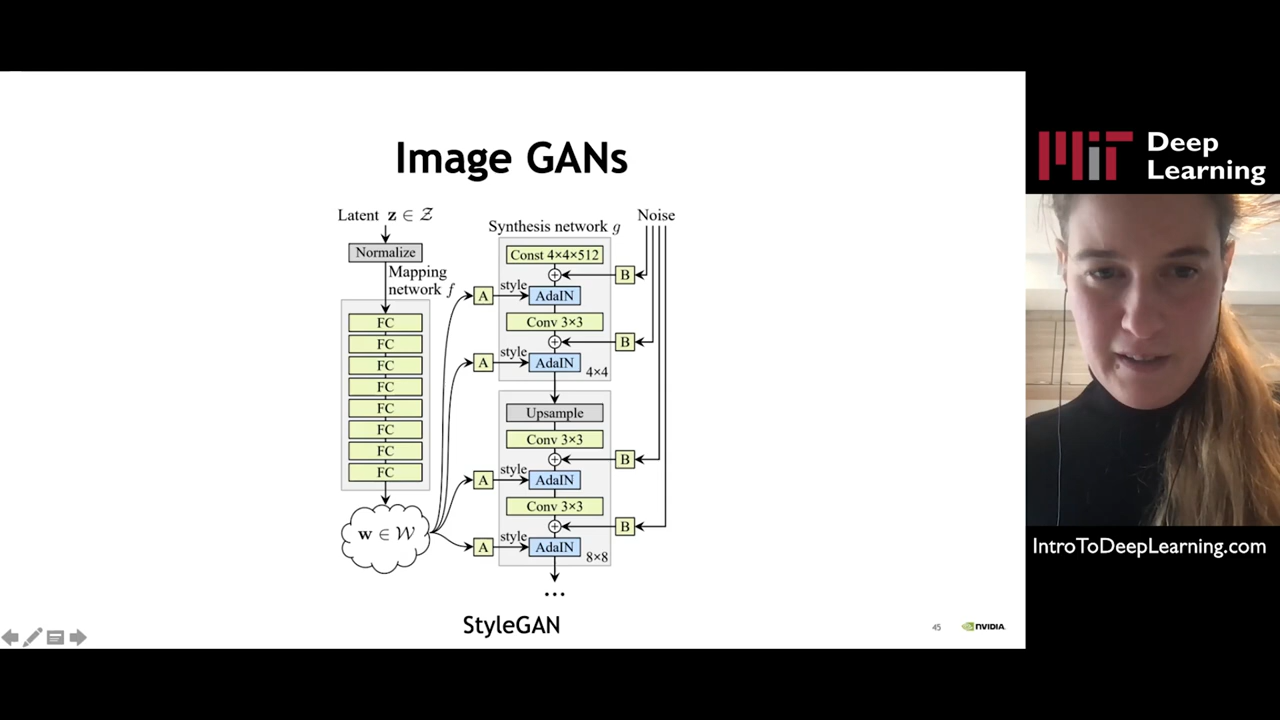 Image GANs
Latent z ∈ Z
Normalize
Mapping
network f
FC
FC
FC
FC
FC
FC
FC
FC
w ∈ W
Synthesis network g
Noise
Const 4×4×512
B
A
style
AdaIN
Conv 3×3
B
A
style
AdaIN
4×4
Upsample
Conv 3×3
B
A
style
AdaIN
Conv 3×3
B
A
style
AdaIN
8×8
...
StyleGAN
45
NVIDIA
MIT
Deep
Learning
IntroToDeepLearning.com